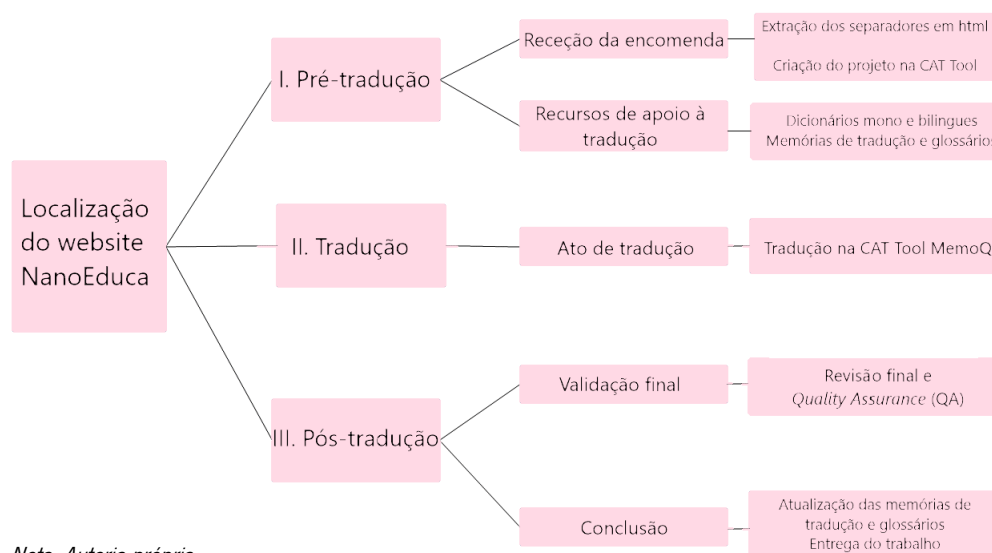 Localização
do website
NanoEduca
I. Pré-tradução
Receção da encomenda
Extração dos separadores em html
Criação do projeto na CAT Tool
Recursos de apoio à
tradução
Dicionários mono e bilingues
Memórias de tradução e glossários
II. Tradução
Ato de tradução
Tradução na CAT Tool MemoQ
III. Pós-tradução
Validação final
Revisão final e
Quality Assurance (QA)
Conclusão
Atualização das memórias de
tradução e glossários
Entrega do trabalho
Nota. Autoria própria